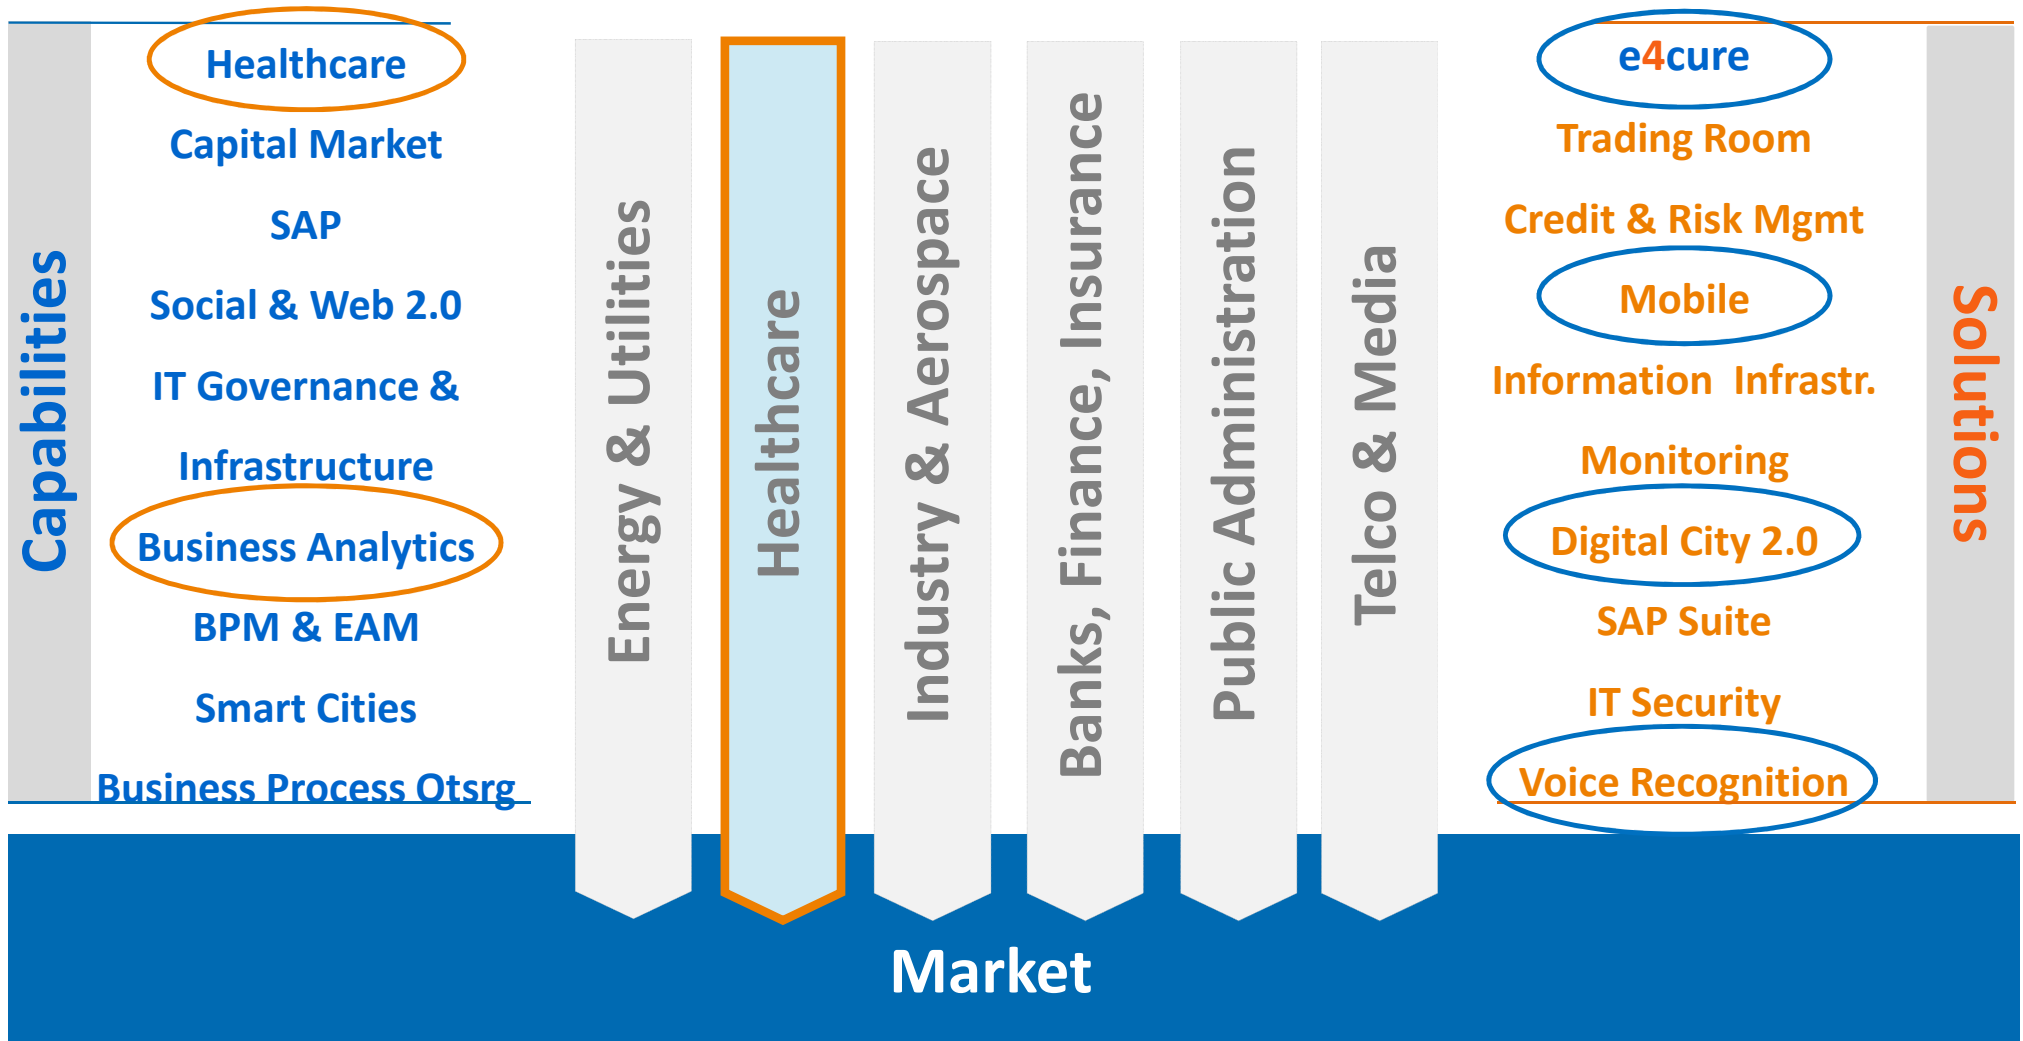 Capabilities
Healthcare
Capital Market
SAP
Social & Web 2.0
IT Governance &
Infrastructure
Business Analytics
BPM & EAM
Smart Cities
Business Process Otsrg
Energy & Utilities
Healthcare
Industry & Aerospace
Banks, Finance, Insurance
Public Administration
Telco & Media
e4cure
Trading Room
Credit & Risk Mgmt
Mobile
Information Infrastr.
Monitoring
Digital City 2.0
SAP Suite
IT Security
Voice Recognition
Solutions
Market